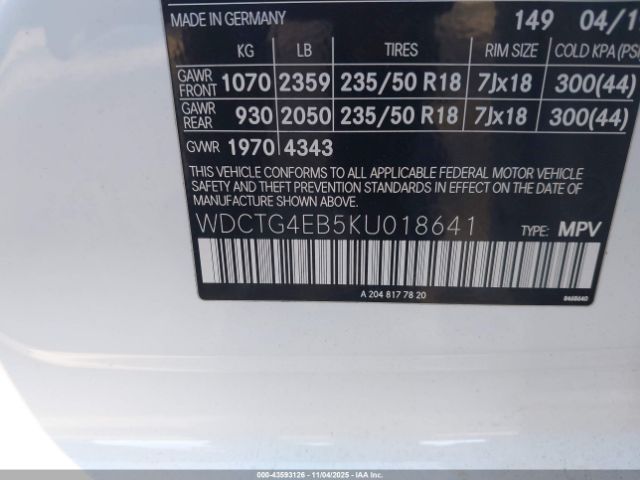 MADE IN GERMANY 149 04/1
KG LB TIRES RIM SIZE COLD KPA (PSI
GAWR FRONT 1070 2359 235/50 R18 7Jx18 300(44)
GAWR REAR 930 2050 235/50 R18 7Jx18 300(44)
GVWR 1970 4343
THIS VEHICLE CONFORMS TO ALL APPLICABLE FEDERAL MOTOR VEHICLE
SAFETY AND THEFT PREVENTION STANDARDS IN EFFECT ON THE DATE OF
MANUFACTURE SHOWN ABOVE.
WDCTG4EB5KU018641 TYPE: MPV
A 204 817 78 20 8468640
000-43593126 - 11/04/2025 - IAAI.COM